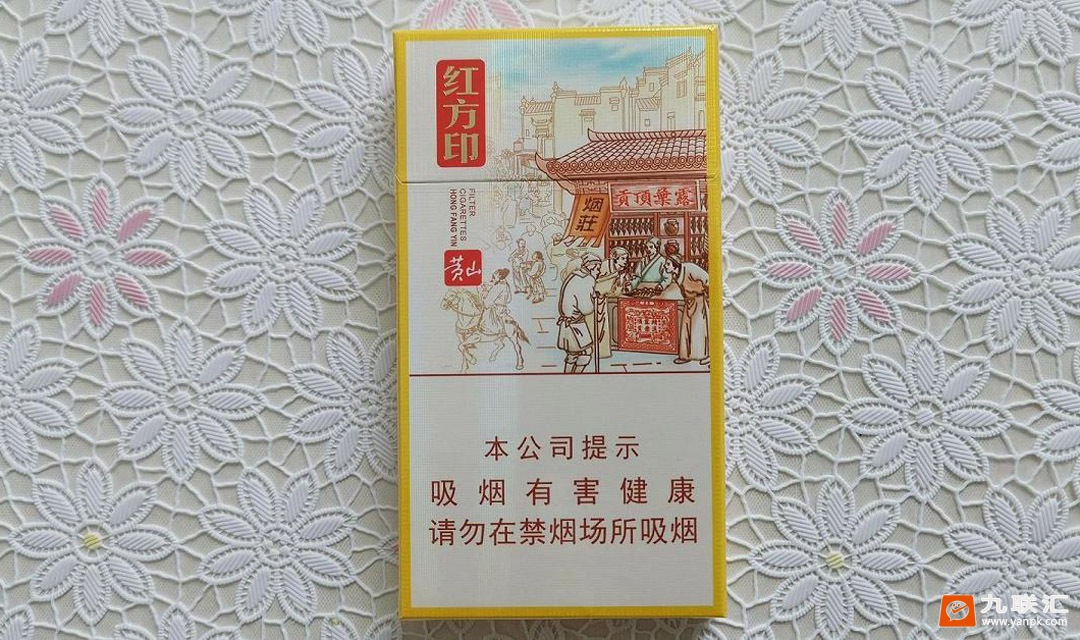 红方印
FILTER
CIGARETTES
HONG FANG YIN
黄山
烟莊
貢頂葉露
本公司提示
吸烟有害健康
请勿在禁烟场所吸烟
九联汇
www.yanpk.com